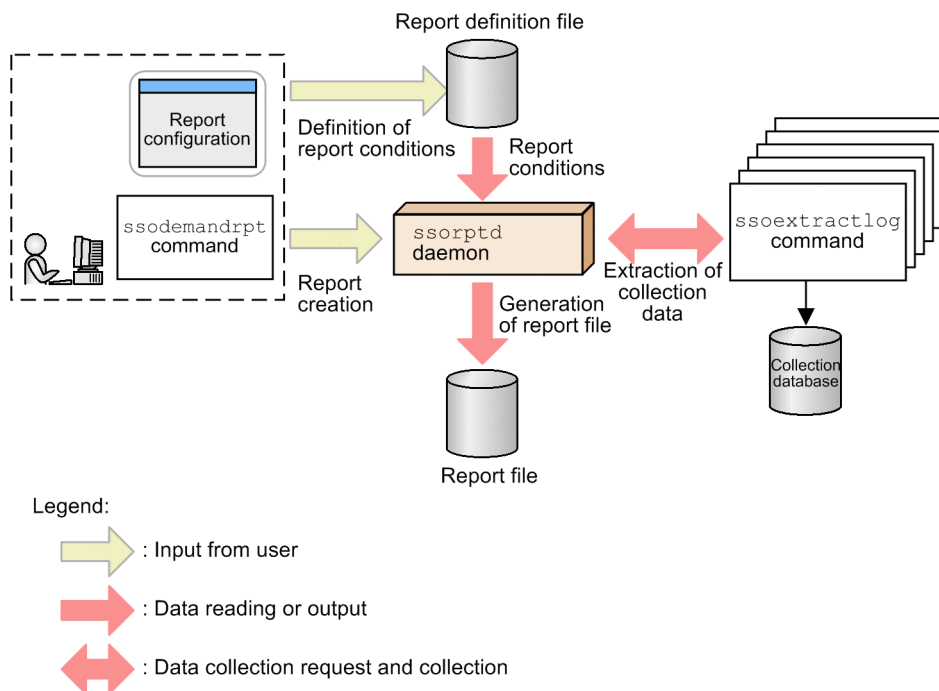 Report definition file
Report
configuration
Definition of
report conditions
Report
conditions
ssodemandrpt
command
ssorptd
daemon
ssoextractlog
command
Report
creation
Generation
of report file
Extraction of
collection
data
Collection
database
Report file
Legend:
: Input from user
: Data reading or output
: Data collection request and collection